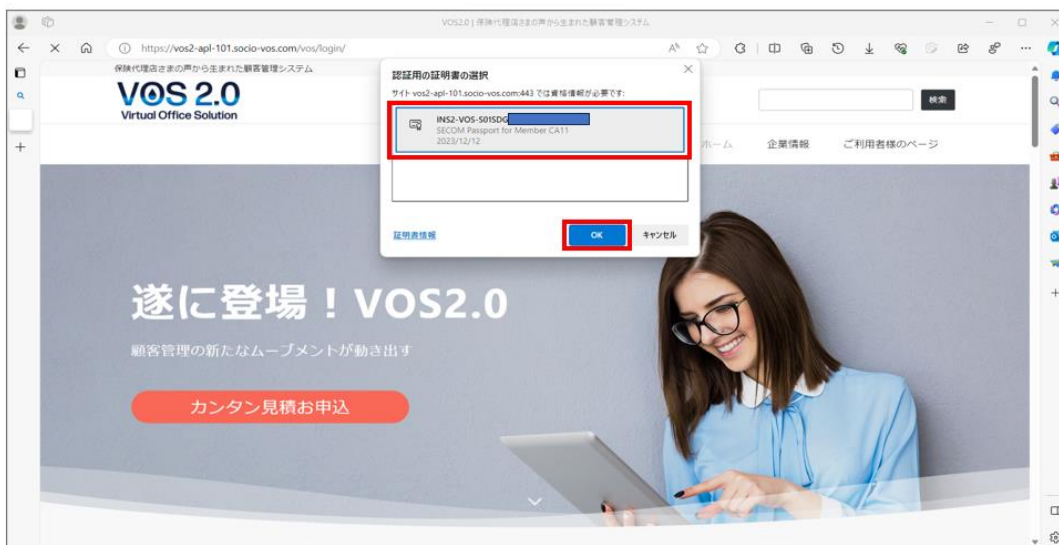 VOS2.0 | 保険代理店さまの声から生まれた顧客管理システム
https://vos2-apl-101.socio-vos.com/vos/login/
保険代理店さまの声から生まれた顧客管理システム
VOS 2.0
Virtual Office Solution
認証用の証明書の選択
サイト vos2-apl-101.socio-vos.com:443 では資格情報が必要です:
INS2-VOS-S01SDG
SECOM Passport for Member CA11
2023/12/12
証明書情報
OK
キャンセル
検索
ホーム
企業情報
ご利用者様のページ
遂に登場！VOS2.0
顧客管理の新たなムーブメントが動き出す
カンタン見積お申込